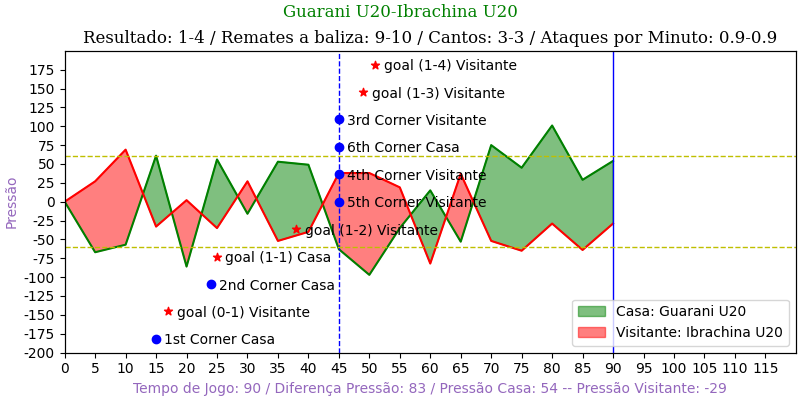 Guarani U20-Ibrachina U20
Resultado: 1-4 / Remates a baliza: 9-10 / Cantos: 3-3 / Ataques por Minuto: 0.9-0.9
175
150
125
100
75
50
25
0
-25
-50
-75
-100
-125
-150
-175
-200
Pressão
goal (1-4) Visitante
goal (1-3) Visitante
3rd Corner Visitante
6th Corner Casa
4th Corner Visitante
5th Corner Visitante
goal (1-2) Visitante
goal (1-1) Casa
2nd Corner Casa
goal (0-1) Visitante
1st Corner Casa
Casa: Guarani U20
Visitante: Ibrachina U20
0 5 10 15 20 25 30 35 40 45 50 55 60 65 70 75 80 85 90 95 100 105 110 115
Tempo de Jogo: 90 / Diferença Pressão: 83 / Pressão Casa: 54 -- Pressão Visitante: -29